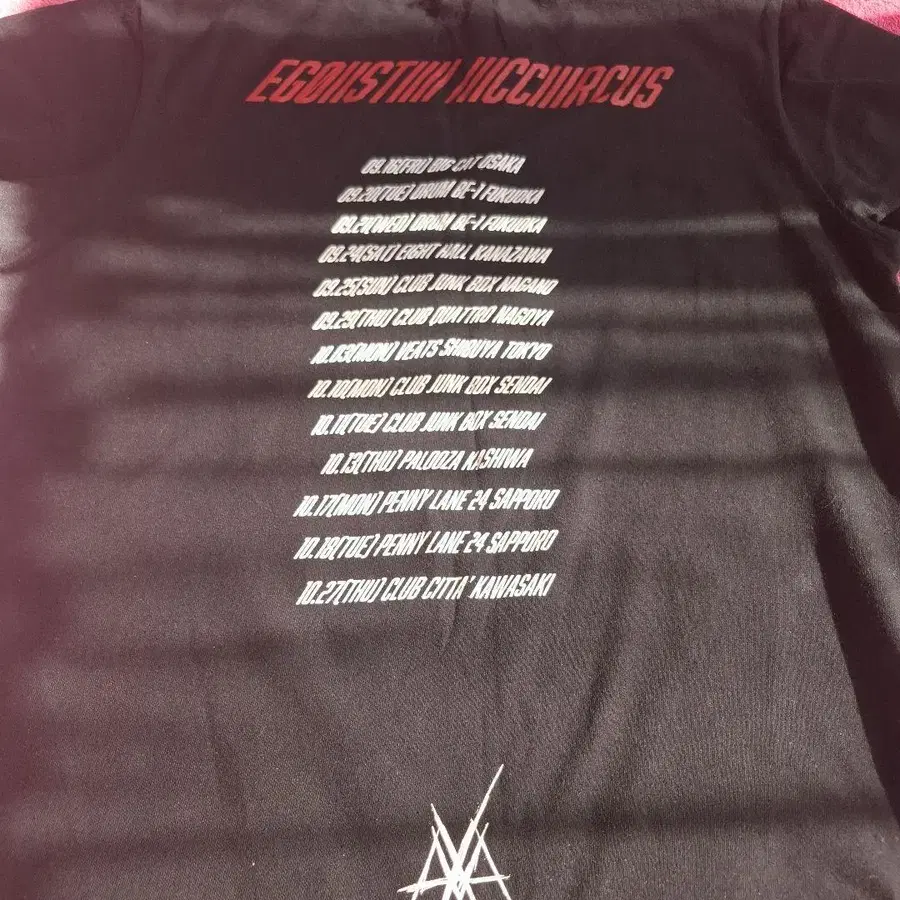 09.16(FRI) BIG CAT OSAKA
09.20(TUE) DRUM BE-1 FUKUOKA
09.21(WED) DRUM BE-1 FUKUOKA
09.24(SAT) EIGHT HALL KANAZAWA
09.25(SUN) CLUB JUNK BOX NAGANO
09.29(THU) CLUB QUATTRO NAGOYA
10.03(MON) VEATS SHIBUYA TOKYO
10.10(MON) CLUB JUNK BOX SENDAI
10.11(TUE) CLUB JUNK BOX SENDAI
10.13(THU) PALOOZA KASHIWA
10.17(MON) PENNY LANE 24 SAPPORO
10.18(TUE) PENNY LANE 24 SAPPORO
10.27(THU) CLUB CITTA' KAWASAKI